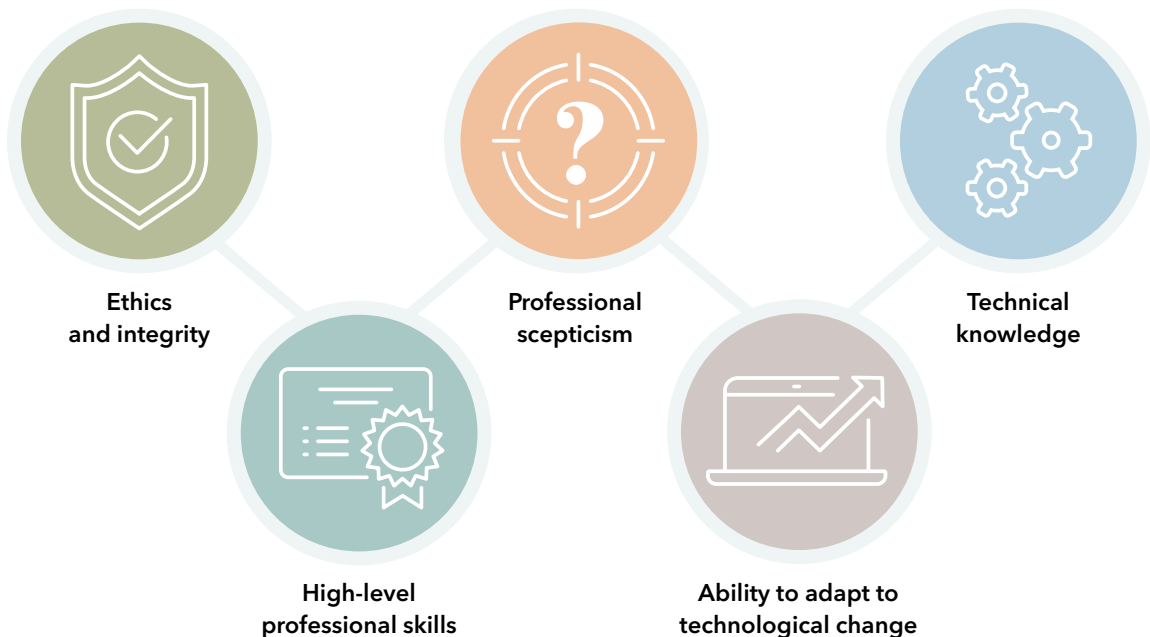 Ethics
and integrity
High-level
professional skills
?
Professional
scepticism
Ability to adapt to
technological change
Technical
knowledge